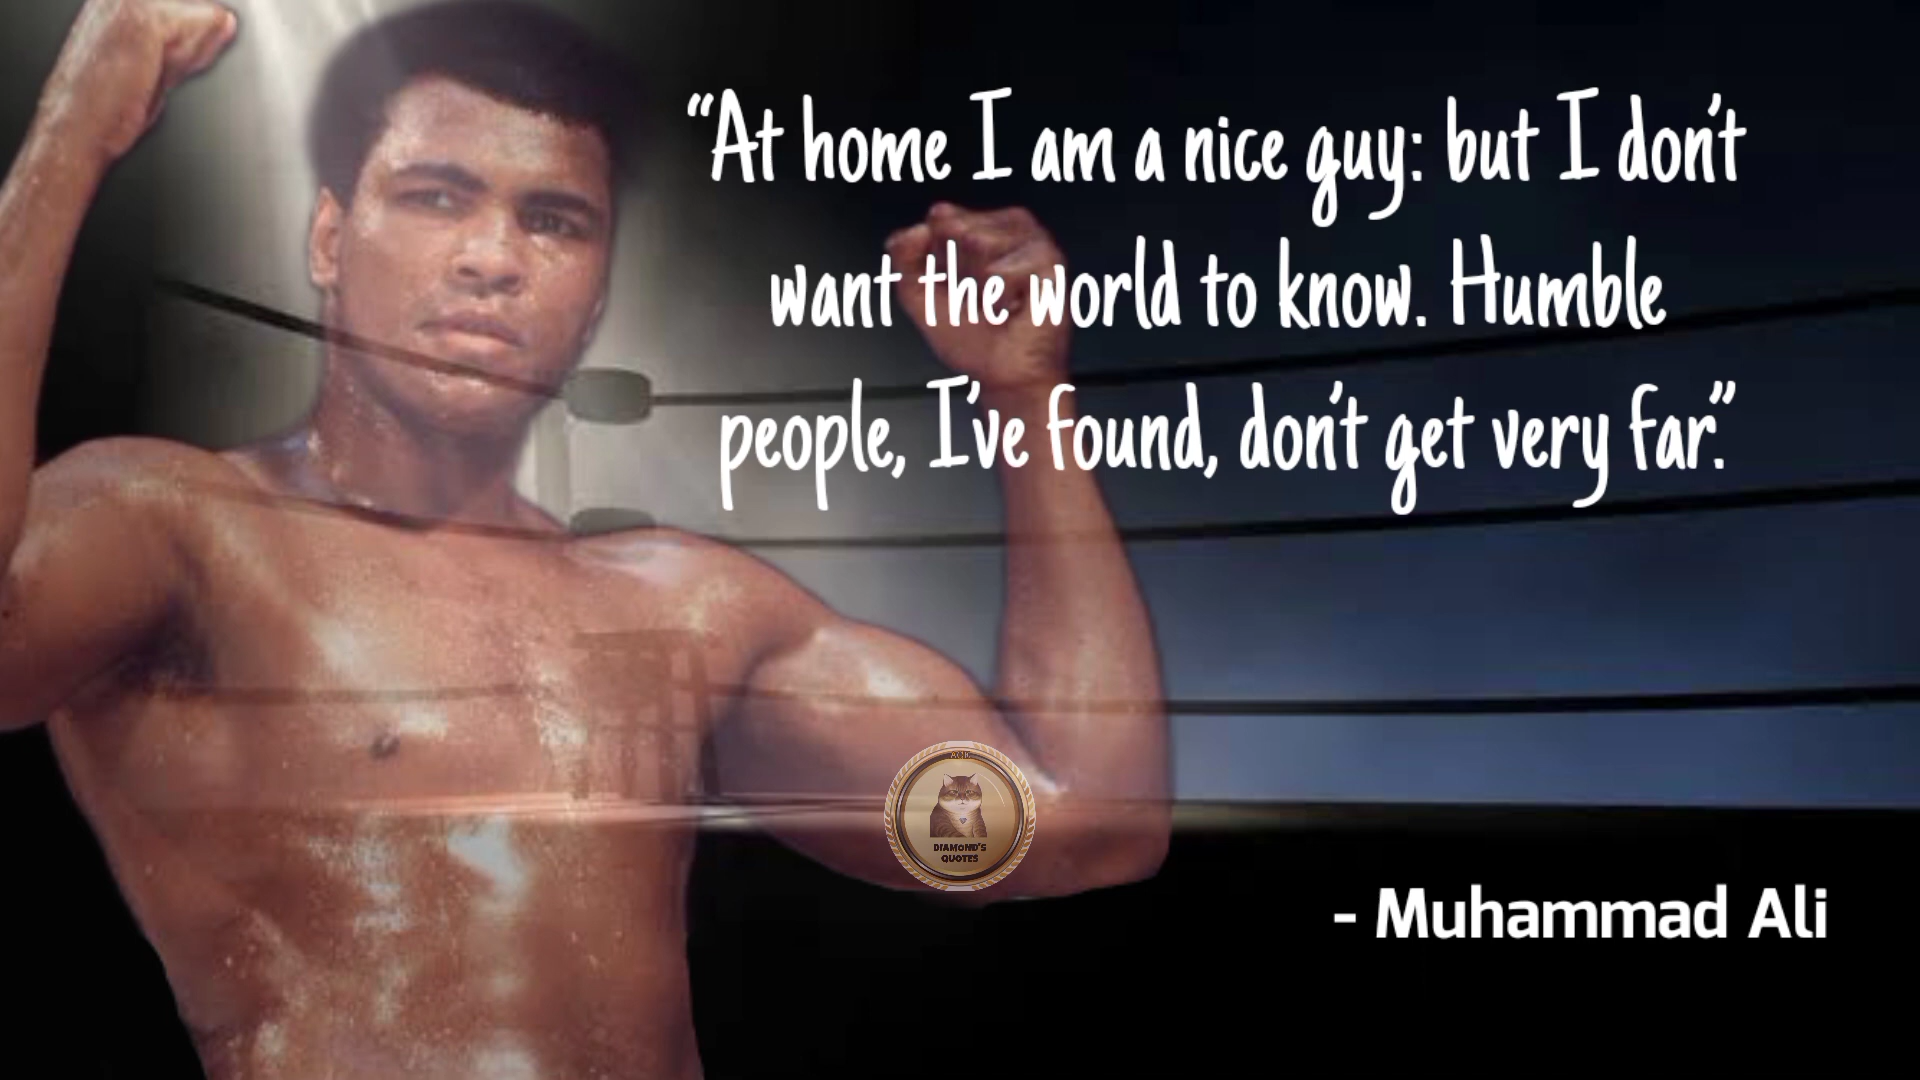 “At home I am a nice guy: but I don't
want the world to know. Humble
people, I've found, don't get very far.”
DIAMOND'S
QUOTES
- Muhammad Ali